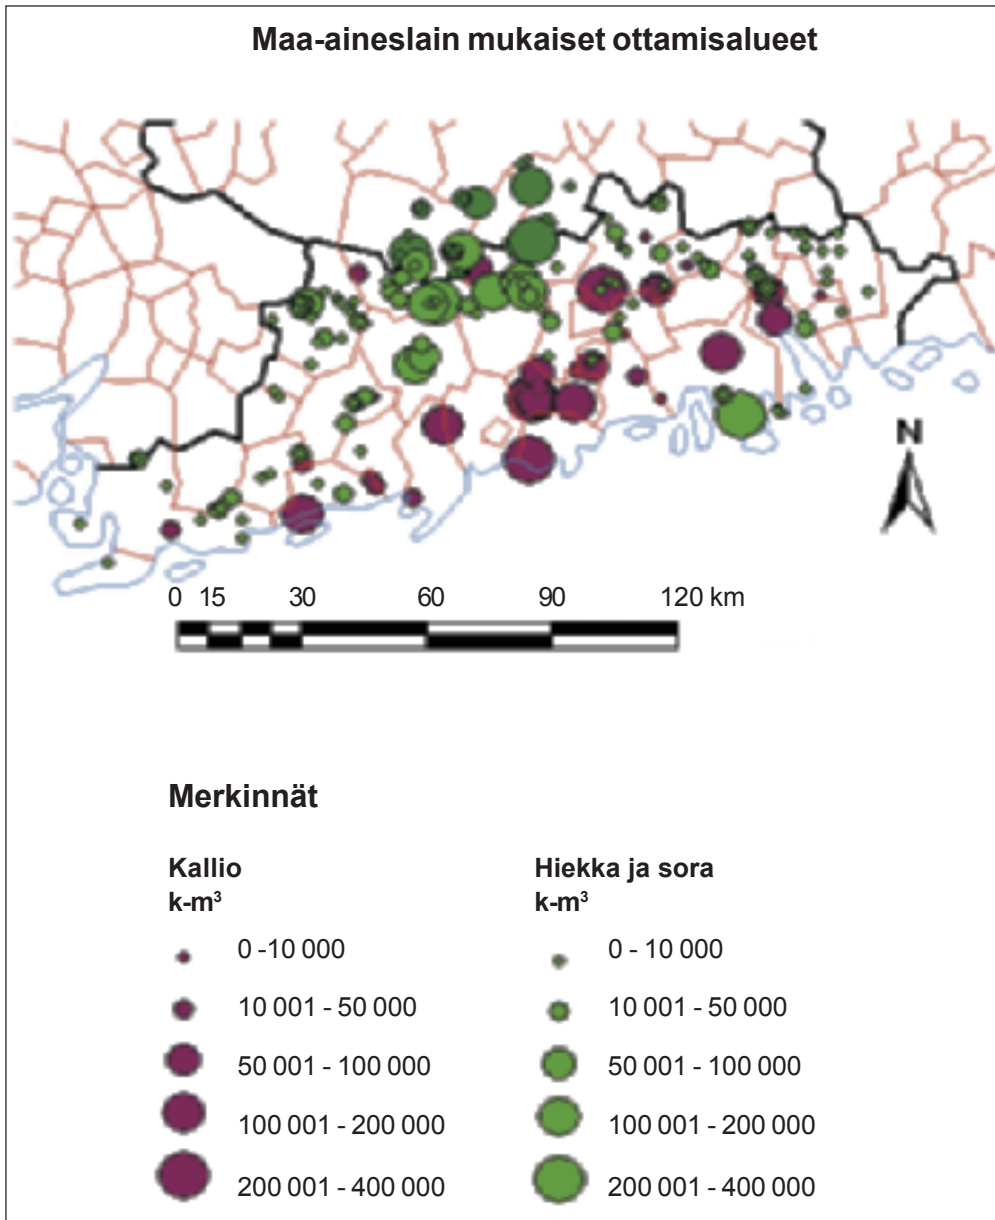 Maa-aineslain mukaiset ottamisalueet
N
0 15 30 60 90 120 km
Merkinnät
Kallio
k-m³
0 -10 000
10 001 - 50 000
50 001 - 100 000
100 001 - 200 000
200 001 - 400 000
Hiekka ja sora
k-m³
0 - 10 000
10 001 - 50 000
50 001 - 100 000
100 001 - 200 000
200 001 - 400 000